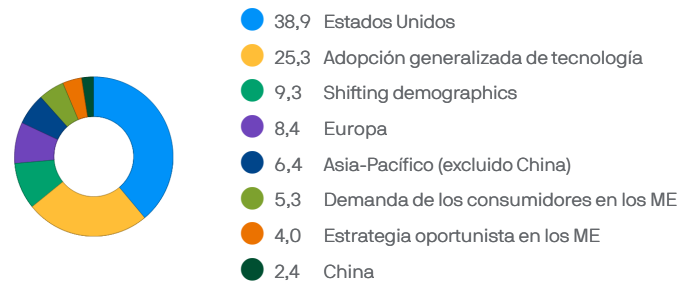 38,9 Estados Unidos
25,3 Adopción generalizada de tecnología
9,3 Shifting demographics
8,4 Europa
6,4 Asia-Pacífico (excluido China)
5,3 Demanda de los consumidores en los ME
4,0 Estrategia oportunista en los ME
2,4 China